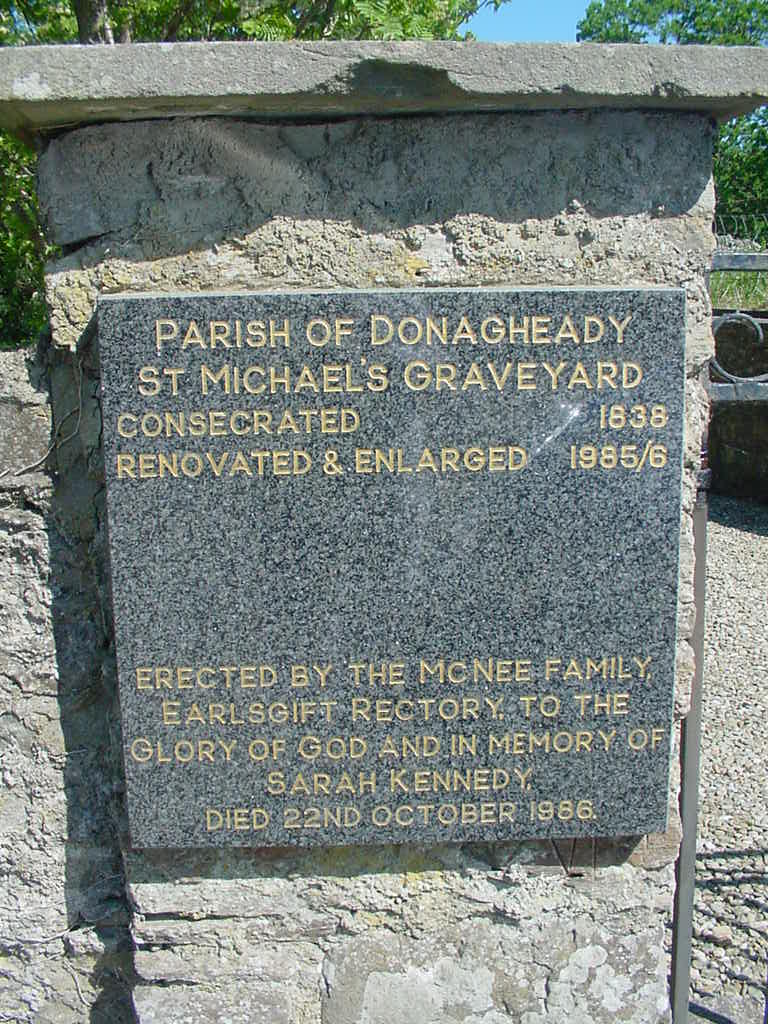 PARISH OF DONAGHEADY
ST MICHAEL'S GRAVEYARD
CONSECRATED 1838
RENOVATED & ENLARGED 1985/6
ERECTED BY THE MCNEE FAMILY,
EARLSGIFT RECTORY, TO THE
GLORY OF GOD AND IN MEMORY OF
SARAH KENNEDY,
DIED 22ND OCTOBER 1986.